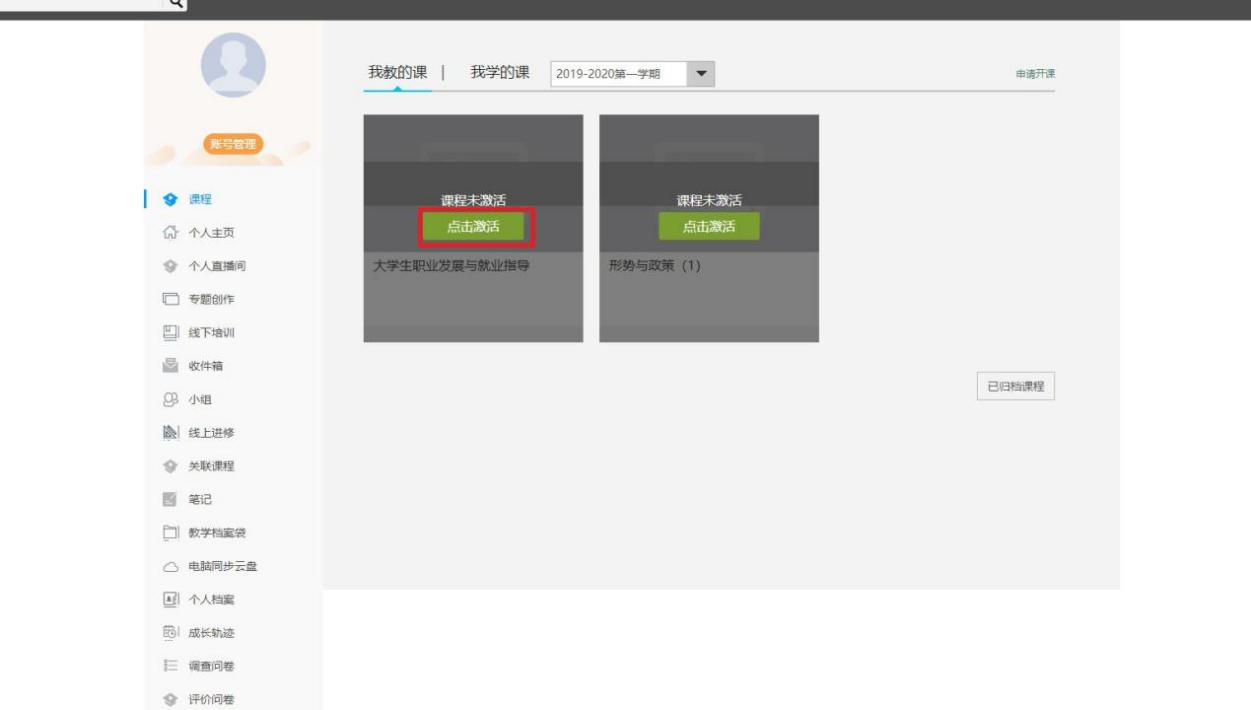 我教的课 | 我学的课 2019-2020第一学期 申请开课
账号管理
课程
个人主页
个人直播间
专题创作
线下培训
收件箱
小组
线上进修
关联课程
笔记
教学档案袋
电脑同步云盘
个人档案
成长轨迹
调查问卷
评价问卷
课程未激活
点击激活
大学生职业发展与就业指导
课程未激活
点击激活
形势与政策（1）
已归档课程